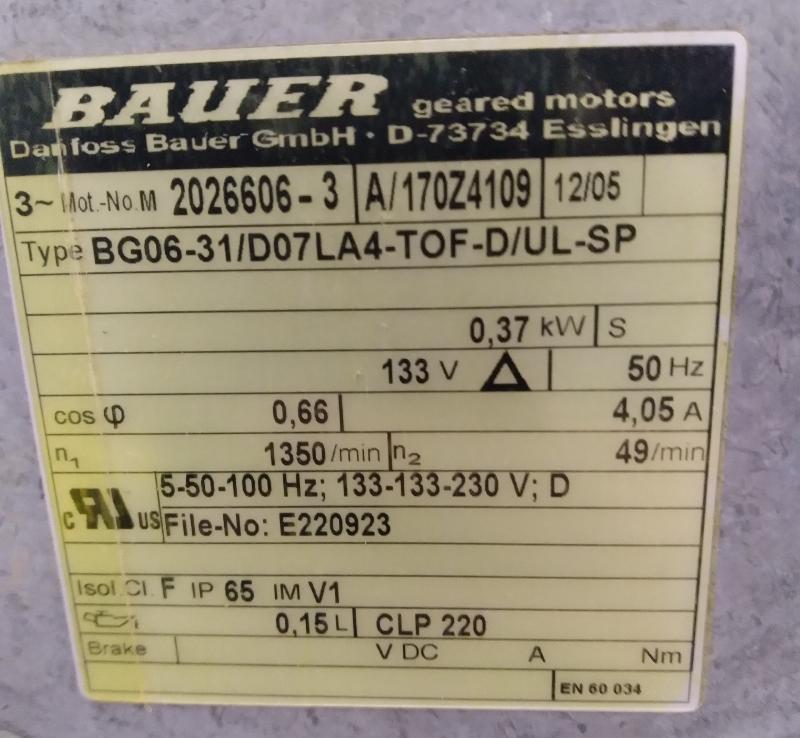 BAUER geared motors
Danfoss Bauer GmbH · D-73734 Esslingen
3~ Mot.-No.M 2026606-3 A/170Z4109 12/05
Type BG06-31/D07LA4-TOF-D/UL-SP
0,37 kW S
133 V Δ 50 Hz
cos φ 0,66 4,05 A
n₁ 1350/min n₂ 49/min
5-50-100 Hz; 133-133-230 V; D
c RU US File-No: E220923
Isol.Cl. F IP 65 IM V1
0,15 L CLP 220
Brake V DC A Nm
EN 60 034